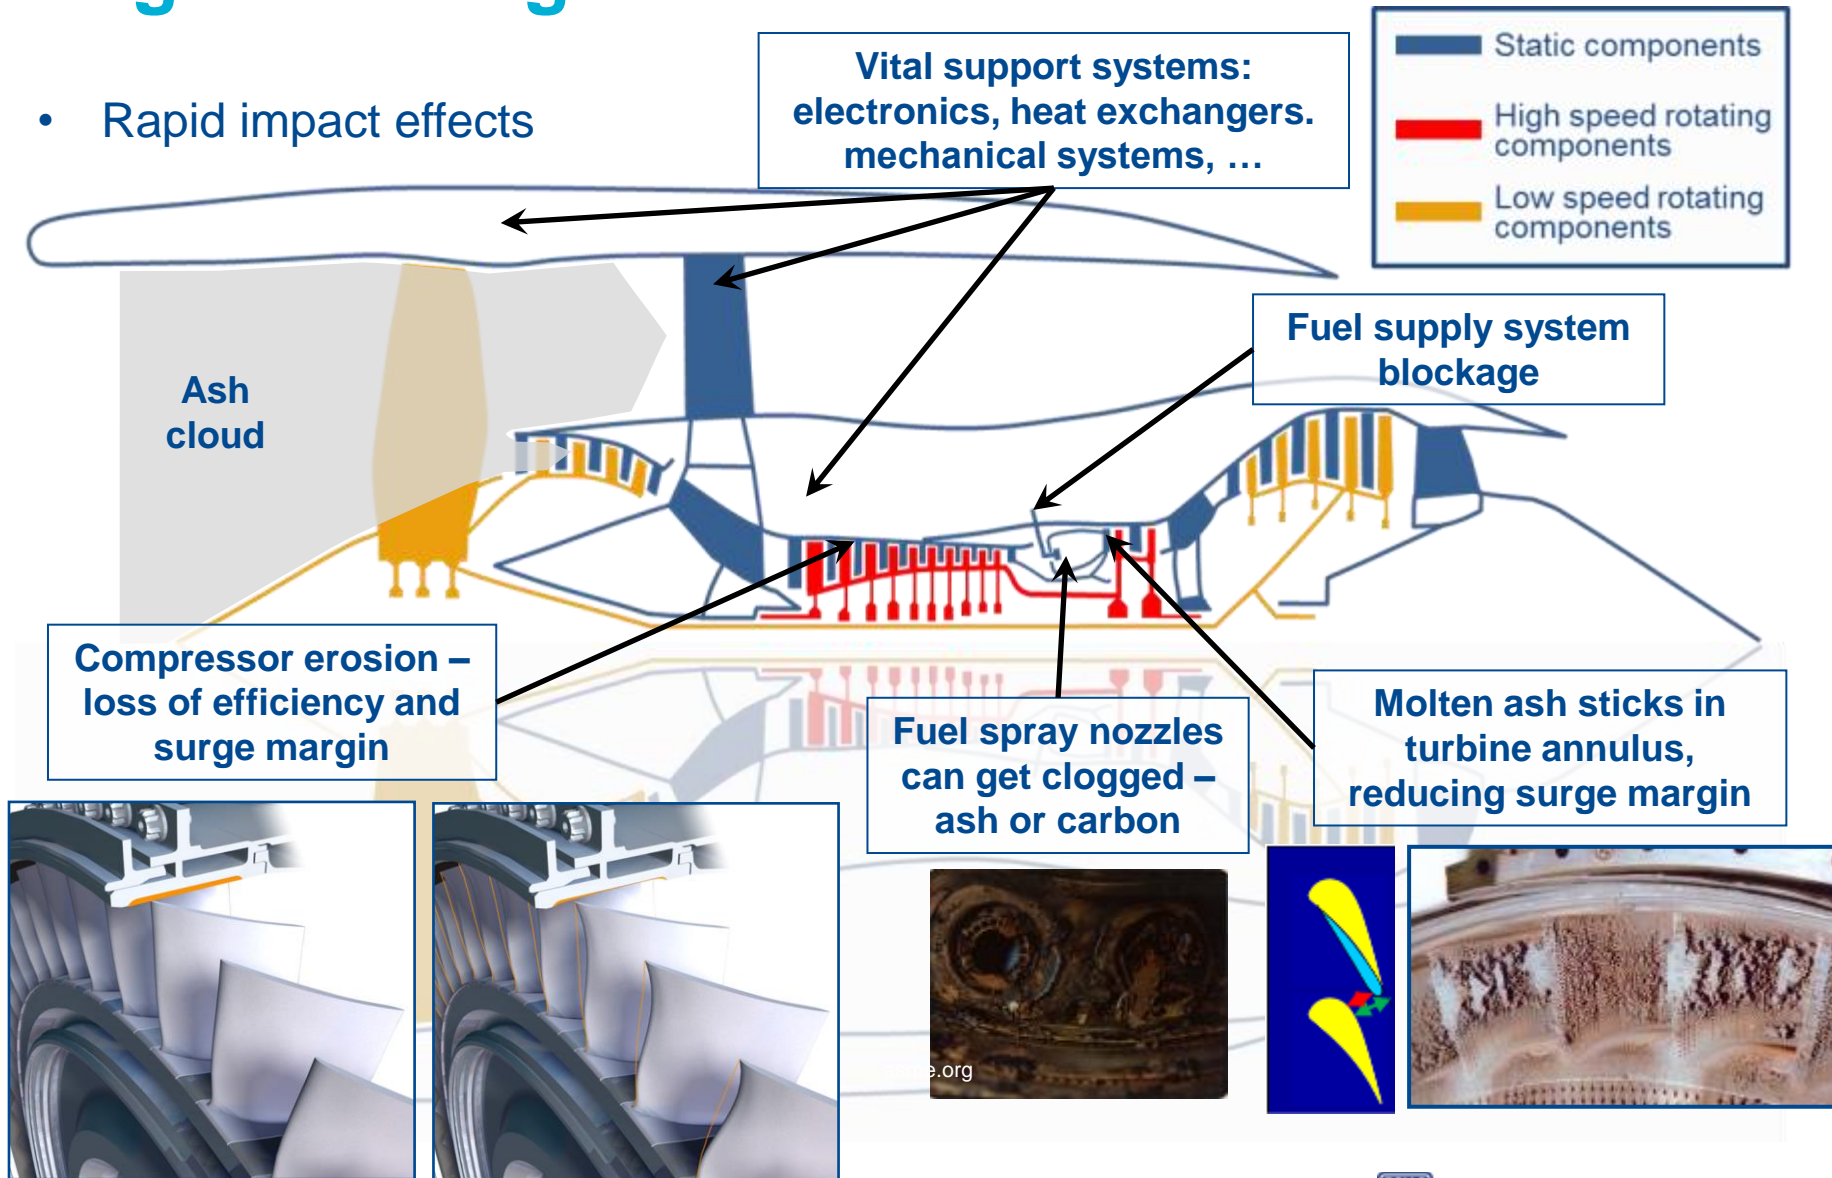 • Rapid impact effects
Vital support systems:
electronics, heat exchangers.
mechanical systems, …
Static components
High speed rotating
components
Low speed rotating
components
Ash
cloud
Fuel supply system
blockage
Compressor erosion –
loss of efficiency and
surge margin
Fuel spray nozzles
can get clogged –
ash or carbon
Molten ash sticks in
turbine annulus,
reducing surge margin